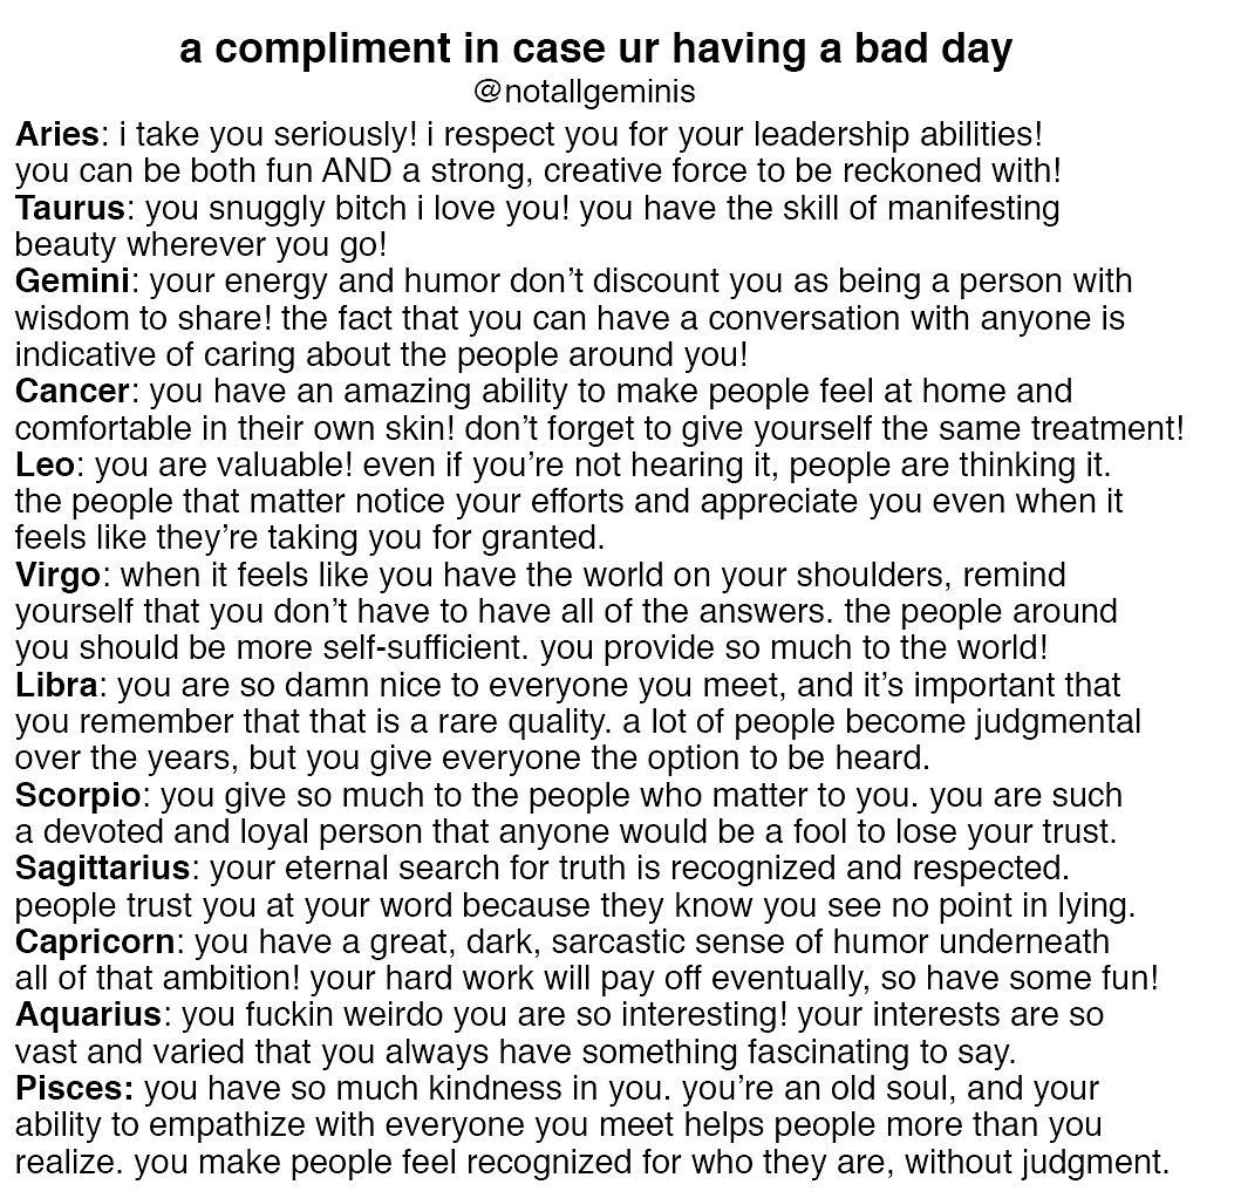 a compliment in case ur having a bad day
@notallgeminis
Aries: i take you seriously! i respect you for your leadership abilities!
you can be both fun AND a strong, creative force to be reckoned with!
Taurus: you snuggly bitch i love you! you have the skill of manifesting
beauty wherever you go!
Gemini: your energy and humor don’t discount you as being a person with
wisdom to share! the fact that you can have a conversation with anyone is
indicative of caring about the people around you!
Cancer: you have an amazing ability to make people feel at home and
comfortable in their own skin! don’t forget to give yourself the same treatment!
Leo: you are valuable! even if you’re not hearing it, people are thinking it.
the people that matter notice your efforts and appreciate you even when it
feels like they’re taking you for granted.
Virgo: when it feels like you have the world on your shoulders, remind
yourself that you don’t have to have all of the answers. the people around
you should be more self-sufficient. you provide so much to the world!
Libra: you are so damn nice to everyone you meet, and it’s important that
you remember that that is a rare quality. a lot of people become judgmental
over the years, but you give everyone the option to be heard.
Scorpio: you give so much to the people who matter to you. you are such
a devoted and loyal person that anyone would be a fool to lose your trust.
Sagittarius: your eternal search for truth is recognized and respected.
people trust you at your word because they know you see no point in lying.
Capricorn: you have a great, dark, sarcastic sense of humor underneath
all of that ambition! your hard work will pay off eventually, so have some fun!
Aquarius: you fuckin weirdo you are so interesting! your interests are so
vast and varied that you always have something fascinating to say.
Pisces: you have so much kindness in you. you’re an old soul, and your
ability to empathize with everyone you meet helps people more than you
realize. you make people feel recognized for who they are, without judgment.